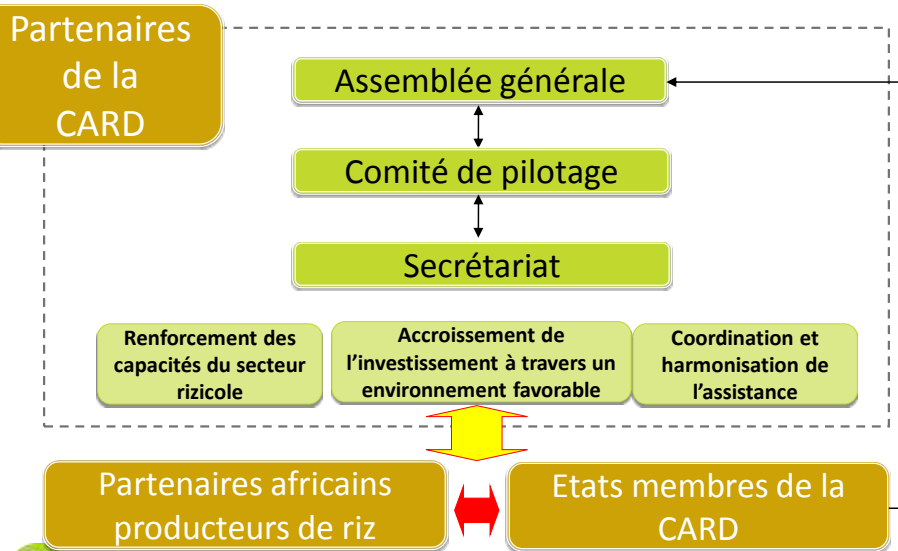 Partenaires
de la
CARD
Assemblée générale
Comité de pilotage
Secrétariat
Renforcement des
capacités du secteur
rizicole
Accroissement de
l’investissement à travers un
environnement favorable
Coordination et
harmonisation de
l’assistance
Partenaires africains
producteurs de riz
Etats membres de la
CARD